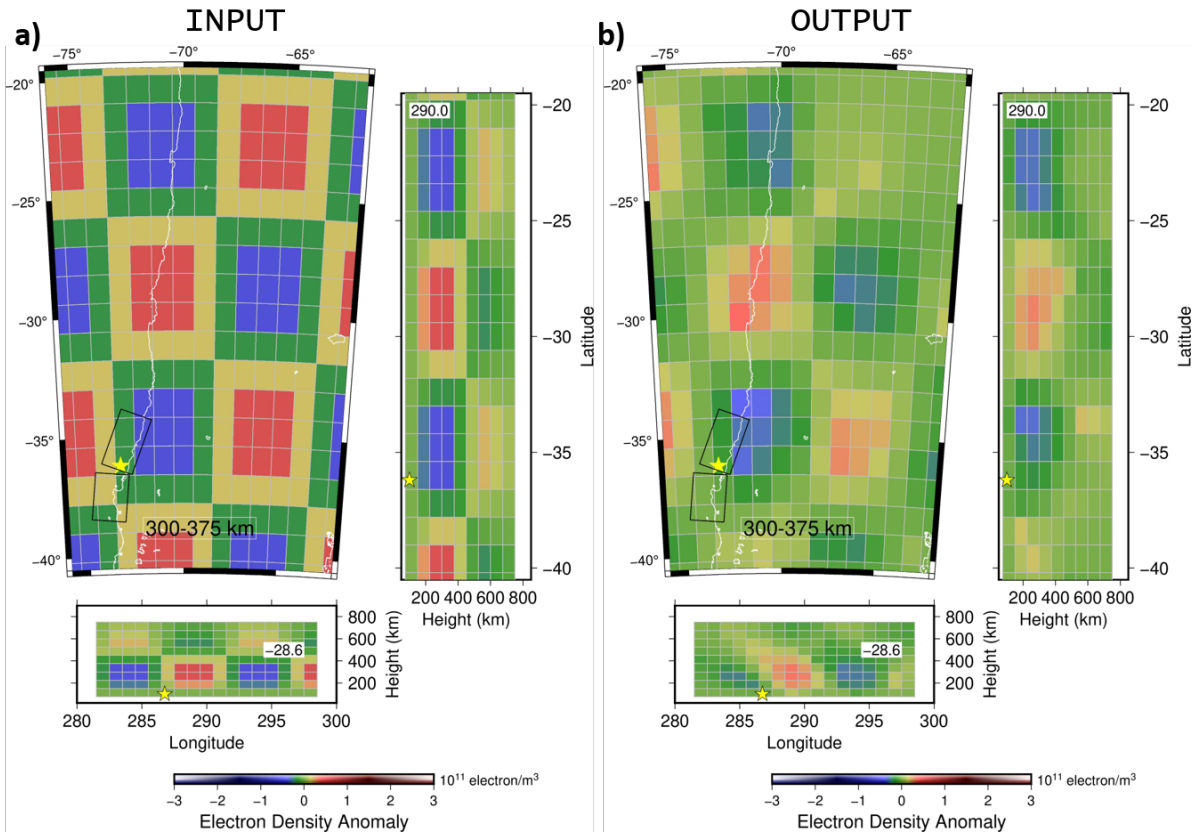 INPUT
OUTPUT
a)
b)
−75° −70° −65°
−75° −70° −65°
−20°
−25°
−30°
−35°
−40°
290.0
−20
−25
−30
−35
−40
Latitude
200 400 600 800
Height (km)
300-375 km
−20°
−25°
−30°
−35°
−40°
290.0
−20
−25
−30
−35
−40
Latitude
200 400 600 800
Height (km)
300-375 km
−28.6
800
600
400
200
Height (km)
280 285 290 295 300
Longitude
−28.6
800
600
400
200
Height (km)
280 285 290 295 300
Longitude
10¹¹ electron/m³
−3 −2 −1 0 1 2 3
Electron Density Anomaly
10¹¹ electron/m³
−3 −2 −1 0 1 2 3
Electron Density Anomaly